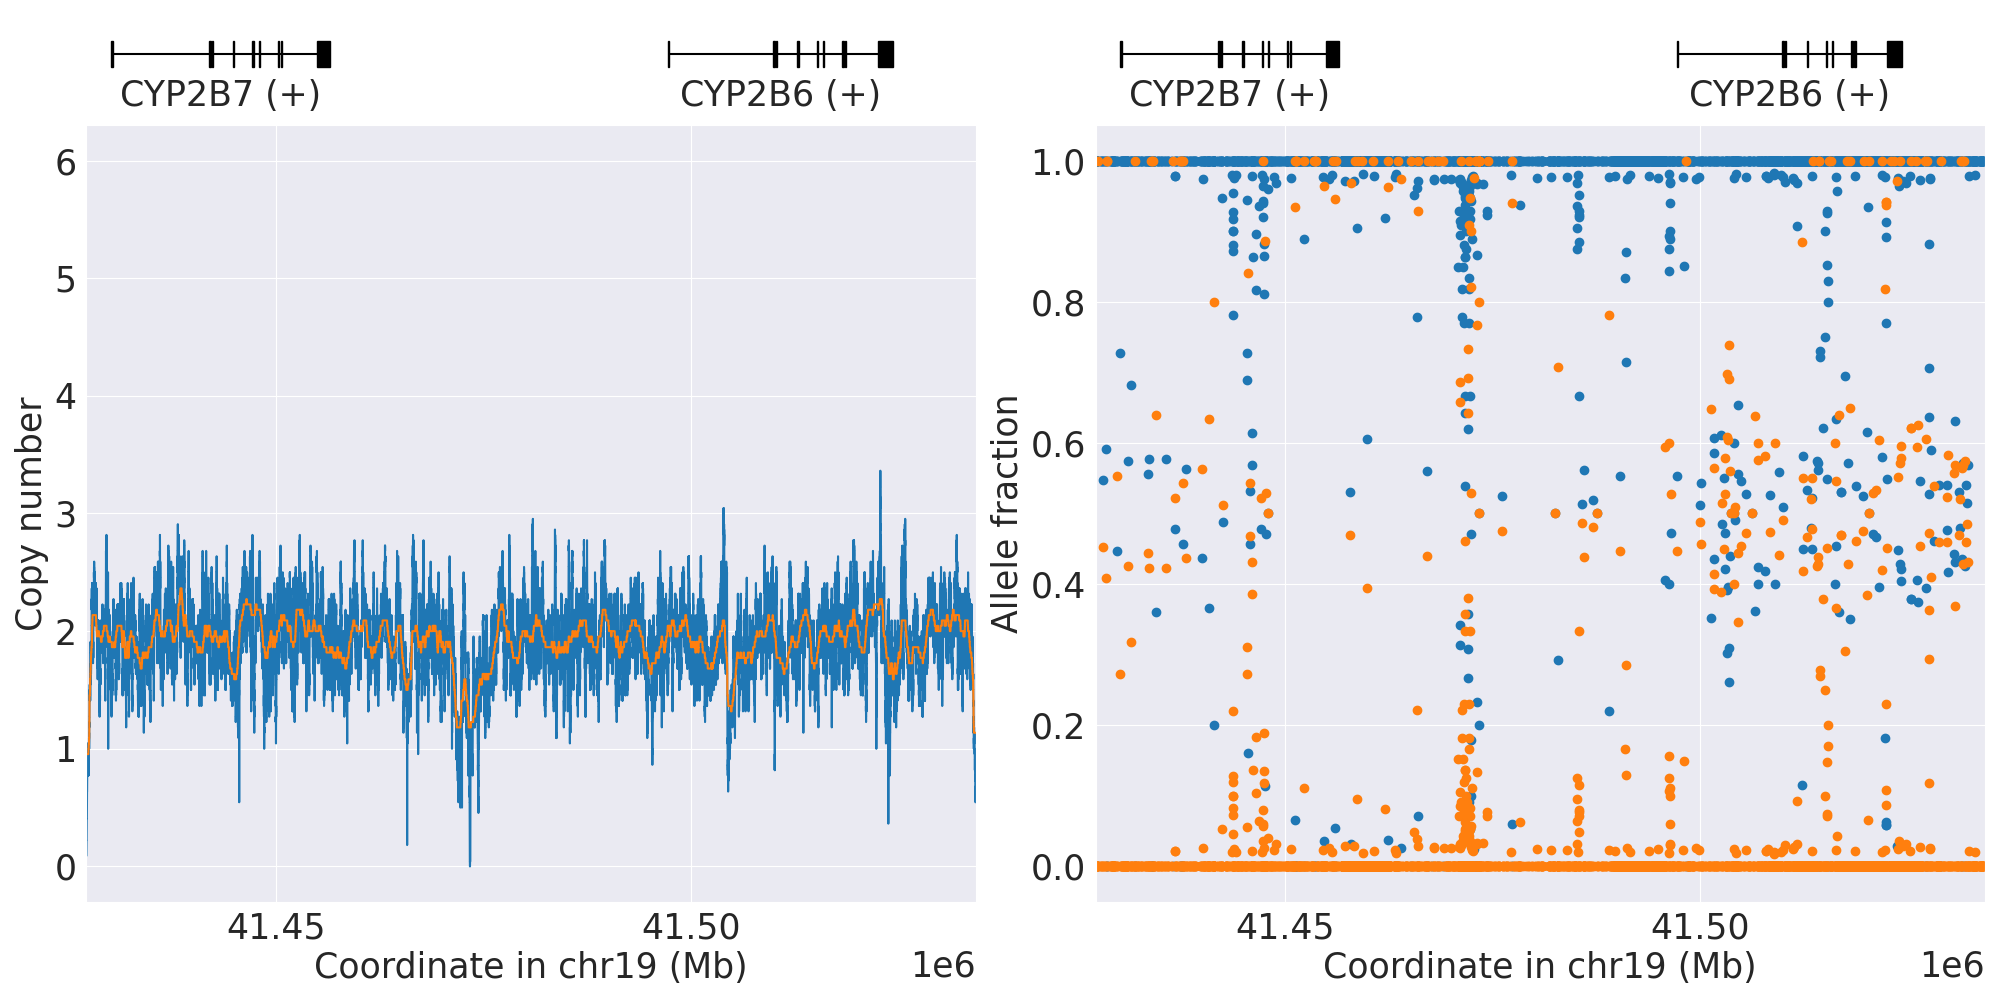 CYP2B7 (+)
CYP2B6 (+)
6
5
4
3
2
1
0
Copy number
41.45
41.50
Coordinate in chr19 (Mb)
1e6
CYP2B7 (+)
CYP2B6 (+)
1.0
0.8
0.6
0.4
0.2
0.0
Allele fraction
41.45
41.50
Coordinate in chr19 (Mb)
1e6